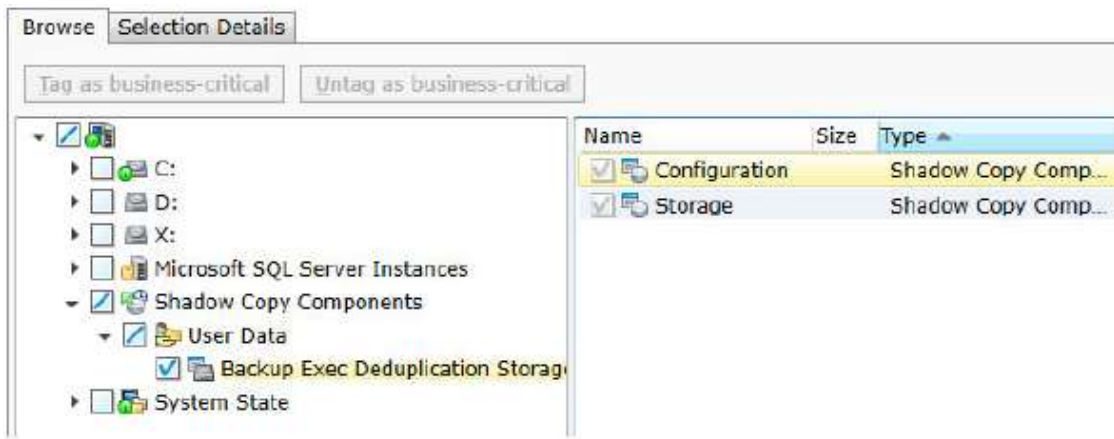 Browse Selection Details
Tag as business-critical Untag as business-critical
Name Size Type
C:
D:
X:
Microsoft SQL Server Instances
Shadow Copy Components
User Data
Backup Exec Deduplication Storag
System State
Configuration Shadow Copy Comp...
Storage Shadow Copy Comp...